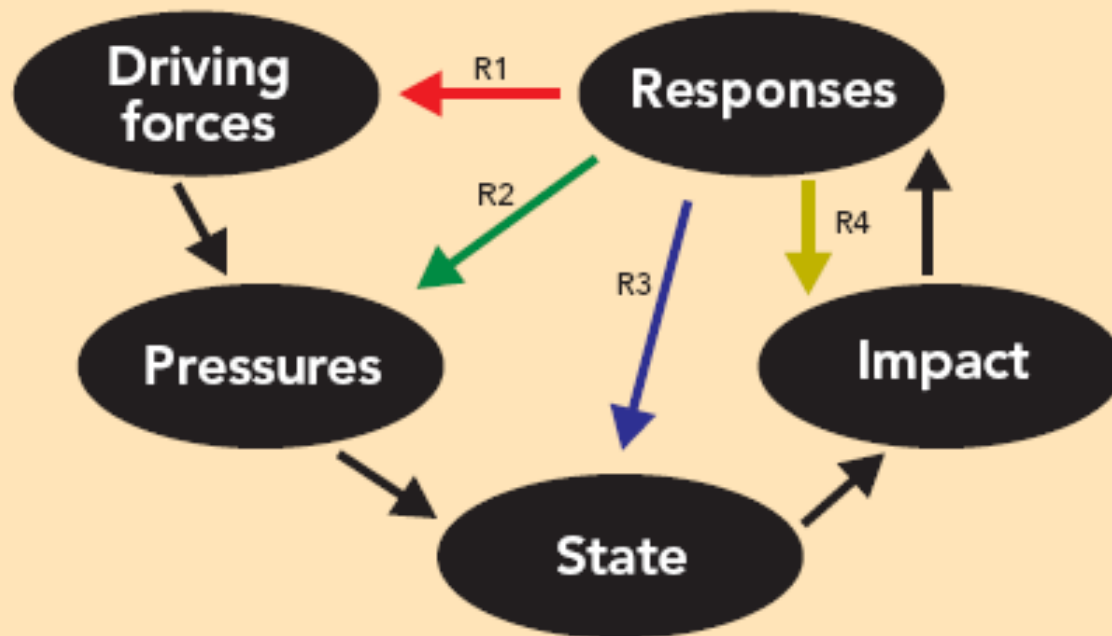 Driving
forces
R1
Responses
R2
R4
R3
Pressures
Impact
State